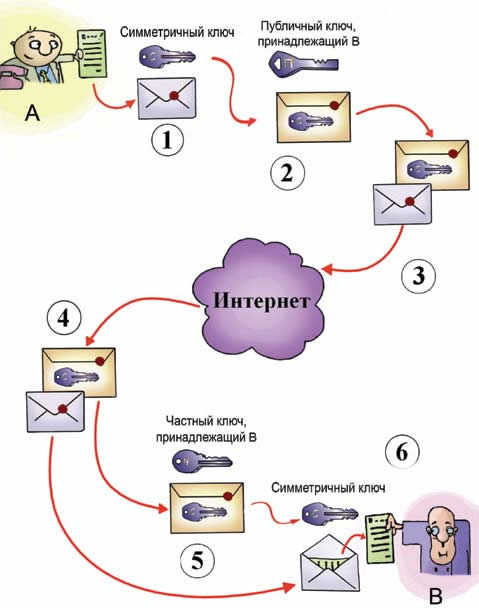 Симметричный ключ
Публичный ключ,
принадлежащий В
А
1
2
3
Интернет
4
Частный ключ,
принадлежащий В
6
Симметричный ключ
5
В